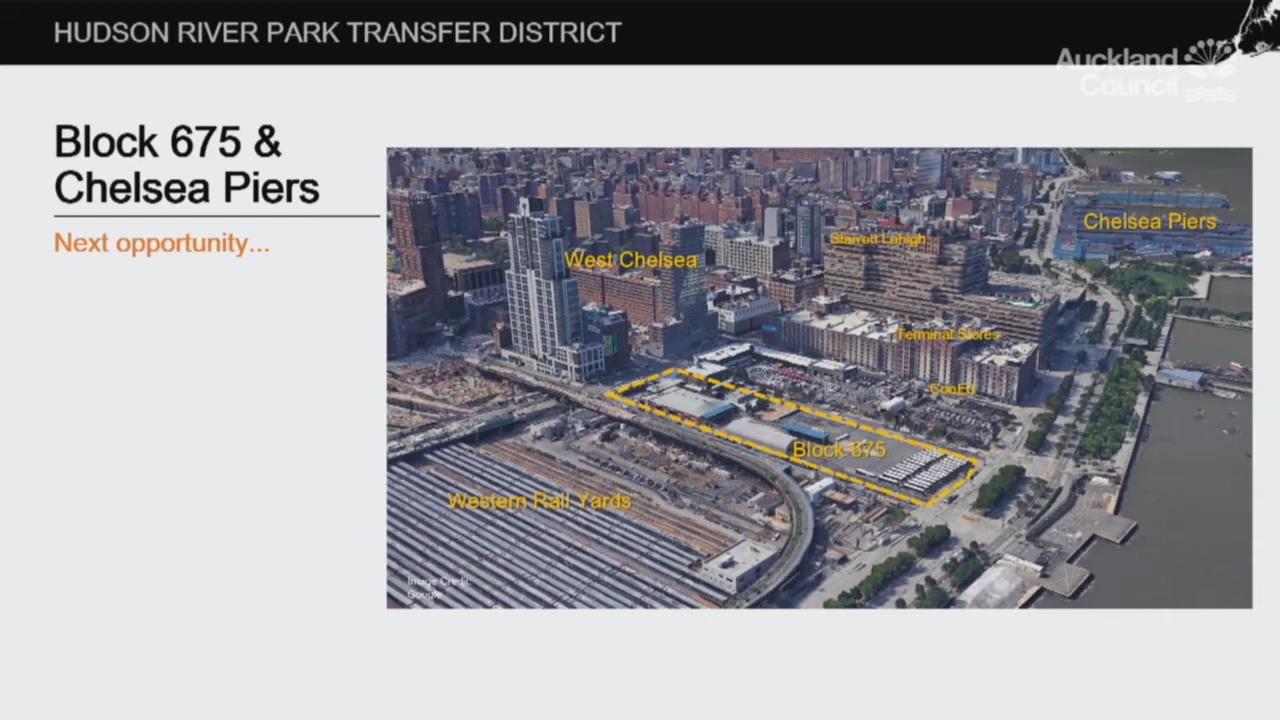 HUDSON RIVER PARK TRANSFER DISTRICT
Auckland
Council
Block 675 &
Chelsea Piers
Next opportunity...
Chelsea Piers
Starrett Lehigh
West Chelsea
Terminal Stores
ConEd
Block 675
Western Rail Yards
Image Credit:
Google